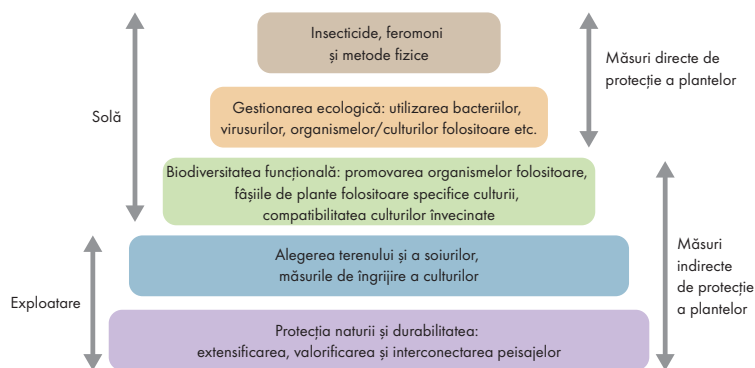 Insecticide, feromoni
și metode fizice
Măsuri directe de
protecție a plantelor
Solă
Gestionarea ecologică: utilizarea bacteriilor,
virusurilor, organismelor/culturilor folositoare etc.
Biodiversitatea funcțională: promovarea organismelor folositoare,
fâșiile de plante folositoare specifice culturii,
compatibilitatea culturilor învecinate
Alegerea terenului și a soiurilor,
măsurile de îngrijire a culturilor
Măsuri
indirecte
de protecție
a plantelor
Exploatare
Protecția naturii și durabilitatea:
extensificarea, valorificarea și interconectarea peisajelor